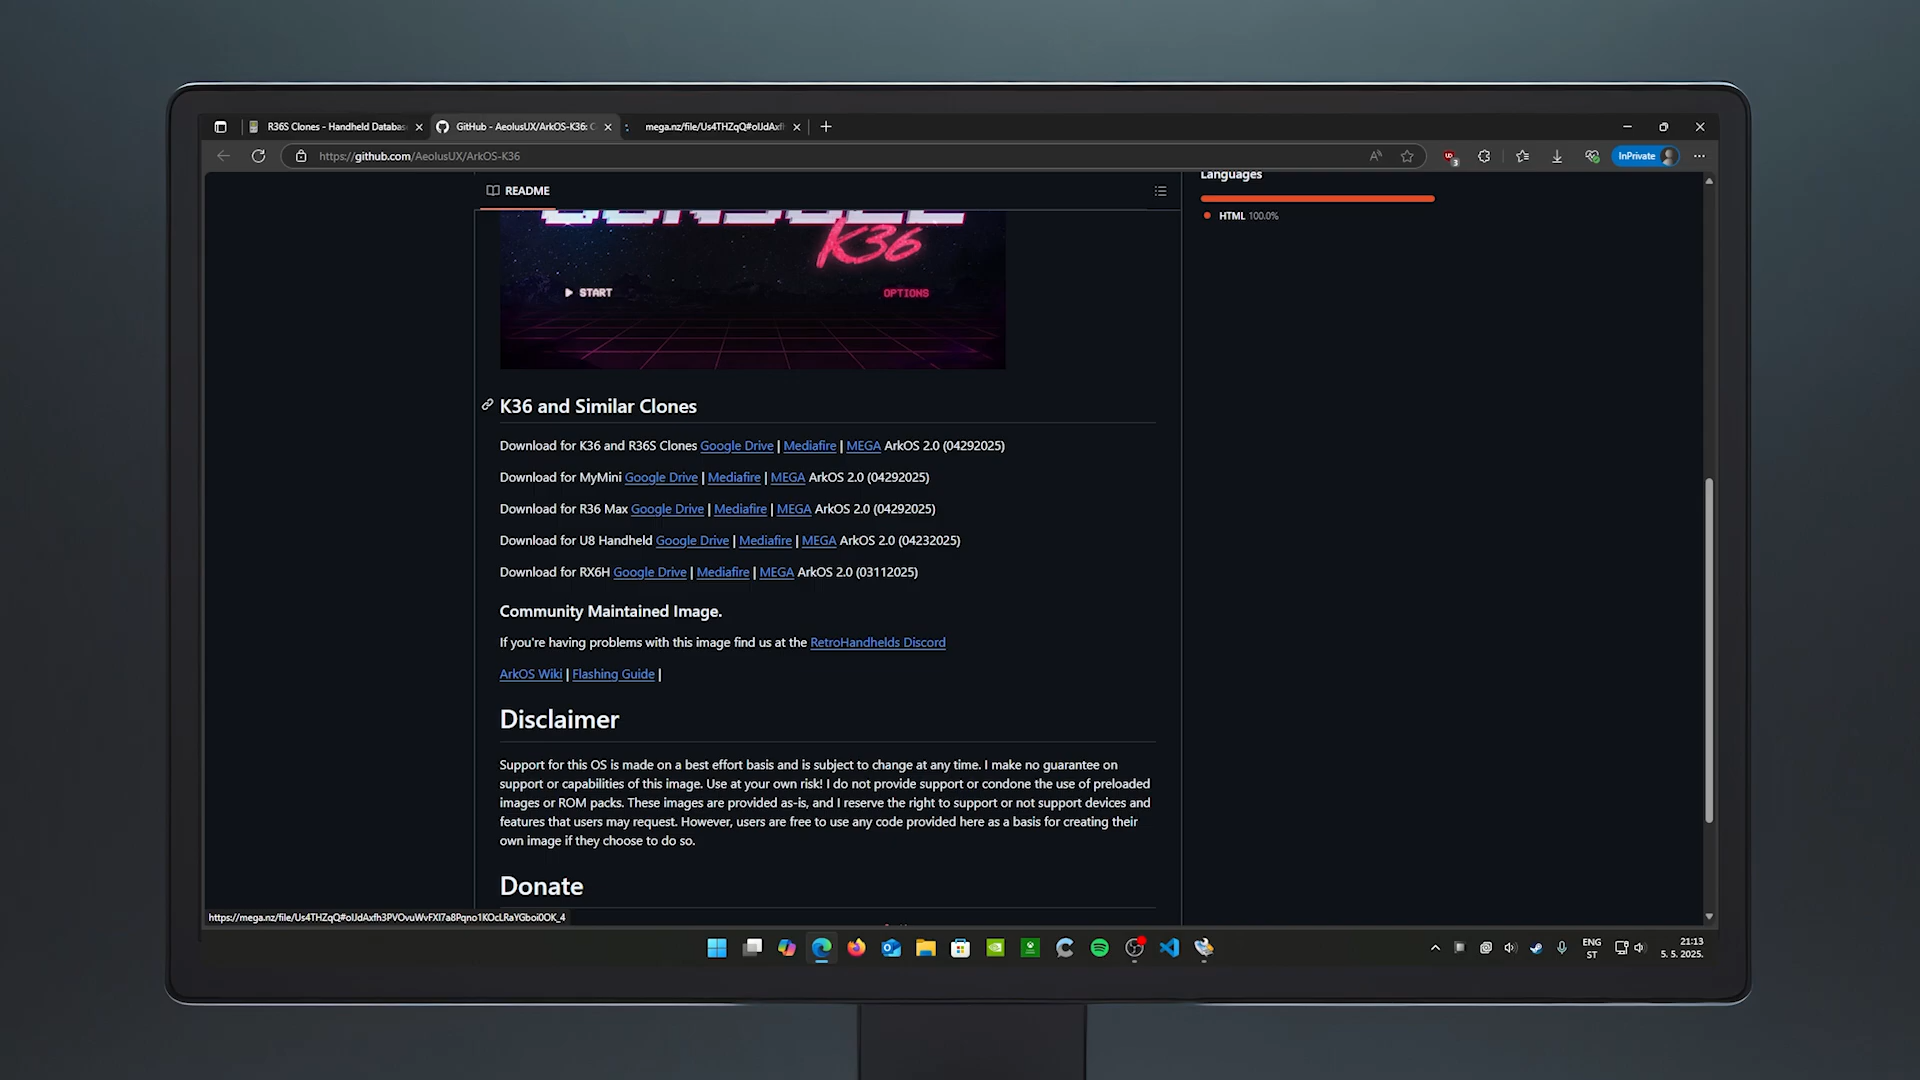 R36S Clones - Handheld Databas
GitHub - AeolusUX/ArkOS-K36: C
mega.nz/file/Us4THZqQ#olJdAxfh
https://github.com/AeolusUX/ArkOS-K36
InPrivate
README
Languages
HTML 100.0%
K36
START
OPTIONS
K36 and Similar Clones
Download for K36 and R36S Clones Google Drive | Mediafire | MEGA ArkOS 2.0 (04292025)
Download for MyMini Google Drive | Mediafire | MEGA ArkOS 2.0 (04292025)
Download for R36 Max Google Drive | Mediafire | MEGA ArkOS 2.0 (04292025)
Download for U8 Handheld Google Drive | Mediafire | MEGA ArkOS 2.0 (04232025)
Download for RX6H Google Drive | Mediafire | MEGA ArkOS 2.0 (03112025)
Community Maintained Image.
If you're having problems with this image find us at the RetroHandhelds Discord
ArkOS Wiki | Flashing Guide |
Disclaimer
Support for this OS is made on a best effort basis and is subject to change at any time. I make no guarantee on
support or capabilities of this image. Use at your own risk! I do not provide support or condone the use of preloaded
images or ROM packs. These images are provided as-is, and I reserve the right to support or not support devices and
features that users may request. However, users are free to use any code provided here as a basis for creating their
own image if they choose to do so.
Donate
https://mega.nz/file/Us4THZqQ#olJdAxfh3PVOvuWvFXI7a8Pqno1KOcLRaYGboi0OK_4
ENG
ST
21:13
5. 5. 2025.